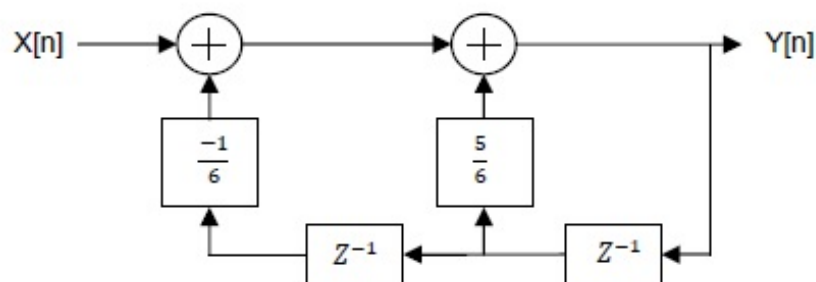 X[n] + + Y[n]
-1/6 5/6
Z⁻¹ Z⁻¹